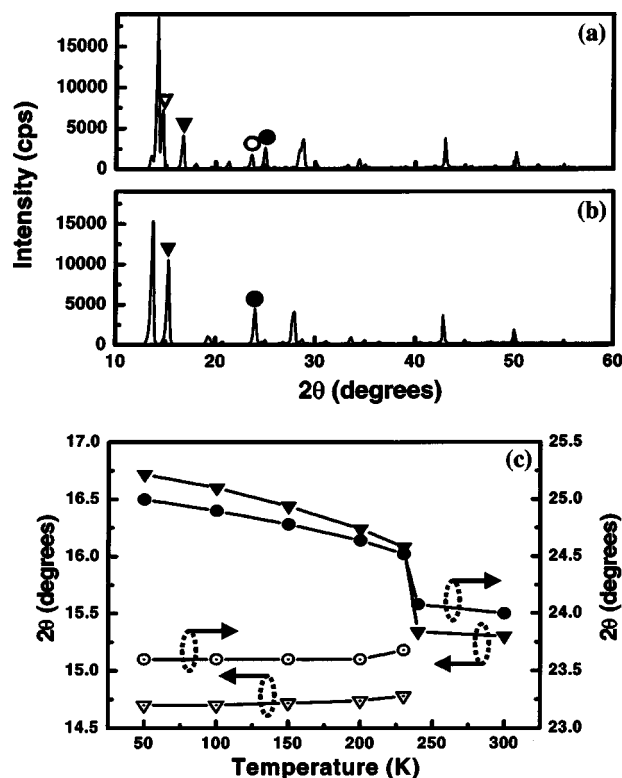 (a)
15000
10000
5000
0
Intensity (cps)
(b)
15000
10000
5000
0
10 20 30 40 50 60
2θ (degrees)
(c)
17.0
16.5
16.0
15.5
15.0
14.5
2θ (degrees)
25.5
25.0
24.5
24.0
23.5
23.0
2θ (degrees)
50 100 150 200 250 300
Temperature (K)